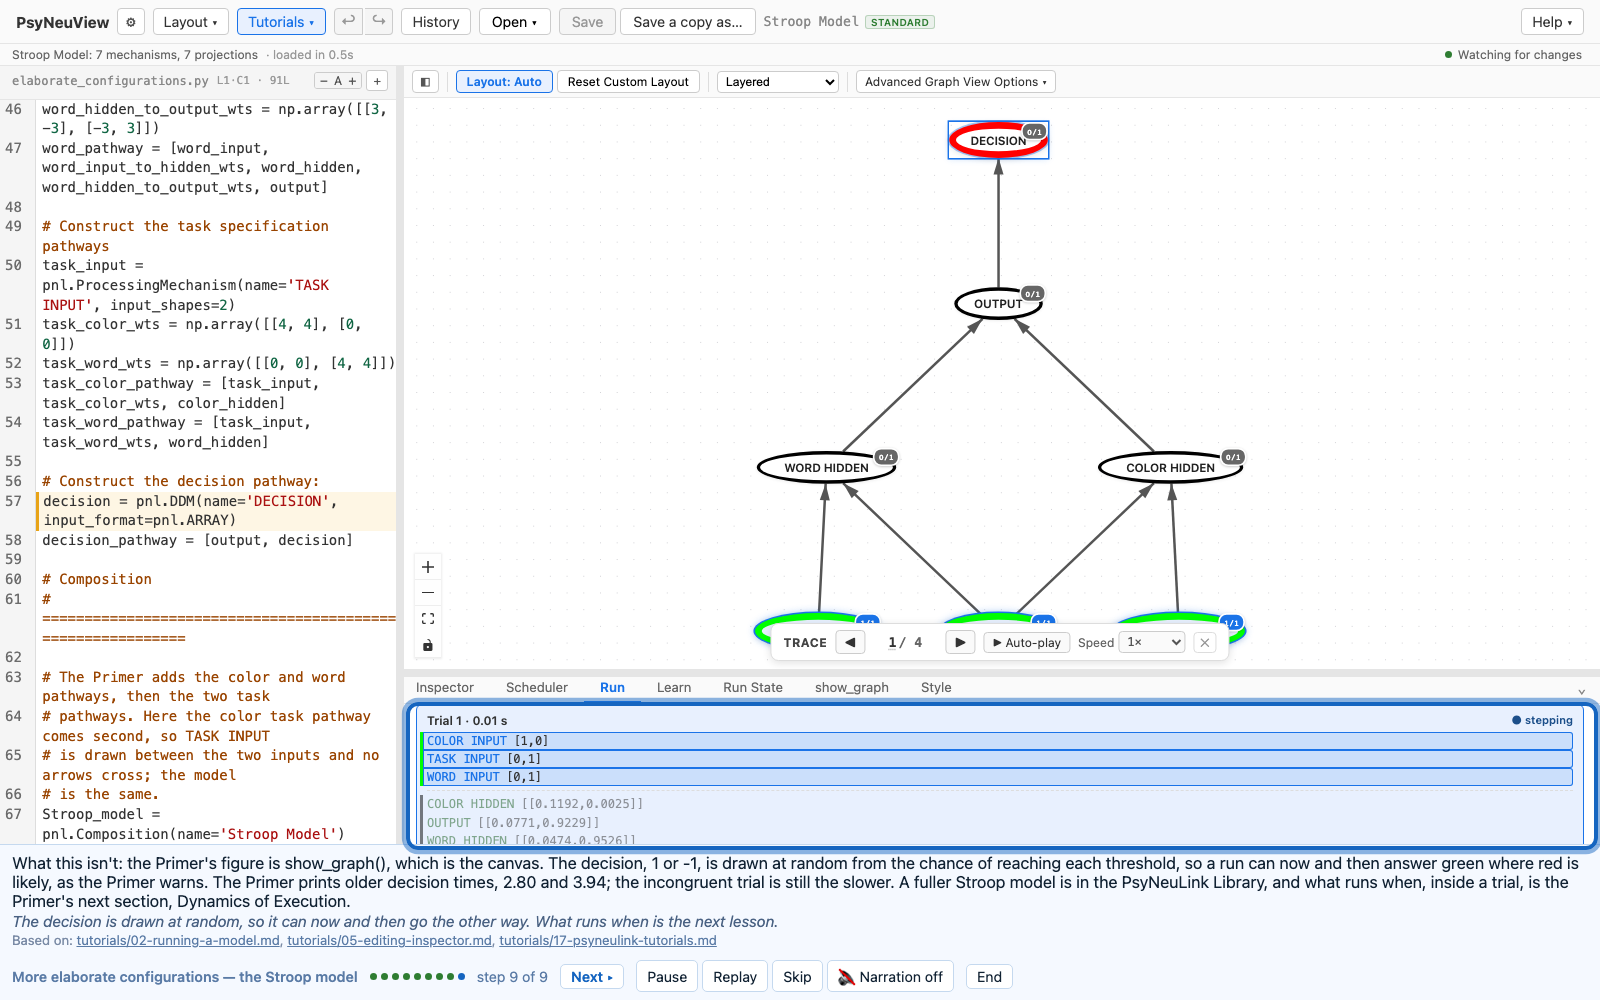 PsyNeuView ⚙ Layout ▾ Tutorials ▾ ↩ ↪ History Open ▾ Save Save a copy as... Stroop Model STANDARD Help ▾
Stroop Model: 7 mechanisms, 7 projections · loaded in 0.5s Watching for changes
elaborate_configurations.py L1·C1 · 91L − A + +
Layout: Auto Reset Custom Layout Layered Advanced Graph View Options ▾
46 word_hidden_to_output_wts = np.array([[3,
-3], [-3, 3]])
47 word_pathway = [word_input,
word_input_to_hidden_wts, word_hidden,
word_hidden_to_output_wts, output]
48
49 # Construct the task specification
pathways
50 task_input =
pnl.ProcessingMechanism(name='TASK
INPUT', input_shapes=2)
51 task_color_wts = np.array([[4, 4], [0,
0]])
52 task_word_wts = np.array([[0, 0], [4, 4]])
53 task_color_pathway = [task_input,
task_color_wts, color_hidden]
54 task_word_pathway = [task_input,
task_word_wts, word_hidden]
55
56 # Construct the decision pathway:
57 decision = pnl.DDM(name='DECISION',
input_format=pnl.ARRAY)
58 decision_pathway = [output, decision]
59
60 # Composition
61 #
==========================================
=================
62
63 # The Primer adds the color and word
pathways, then the two task
64 # pathways. Here the color task pathway
comes second, so TASK INPUT
65 # is drawn between the two inputs and no
arrows cross; the model
66 # is the same.
67 Stroop_model =
pnl.Composition(name='Stroop Model')
DECISION 0/1
OUTPUT 0/1
WORD HIDDEN 0/1
COLOR HIDDEN 0/1
1/1 1/1 1/1
TRACE ◀ 1 / 4 ▶ ▶ Auto-play Speed 1× ✕
Inspector Scheduler Run Learn Run State show_graph Style
Trial 1 · 0.01 s stepping
COLOR INPUT [1,0]
TASK INPUT [0,1]
WORD INPUT [0,1]
COLOR HIDDEN [[0.1192,0.0025]]
OUTPUT [[0.0771,0.9229]]
WORD HIDDEN [[0.0474,0.9526]]
What this isn't: the Primer's figure is show_graph(), which is the canvas. The decision, 1 or -1, is drawn at random from the chance of reaching each threshold, so a run can now and then answer green where red is
likely, as the Primer warns. The Primer prints older decision times, 2.80 and 3.94; the incongruent trial is still the slower. A fuller Stroop model is in the PsyNeuLink Library, and what runs when, inside a trial, is the
Primer's next section, Dynamics of Execution.
The decision is drawn at random, so it can now and then go the other way. What runs when is the next lesson.
Based on: tutorials/02-running-a-model.md, tutorials/05-editing-inspector.md, tutorials/17-psyneulink-tutorials.md
More elaborate configurations — the Stroop model step 9 of 9 Next ▸ Pause Replay Skip Narration off End